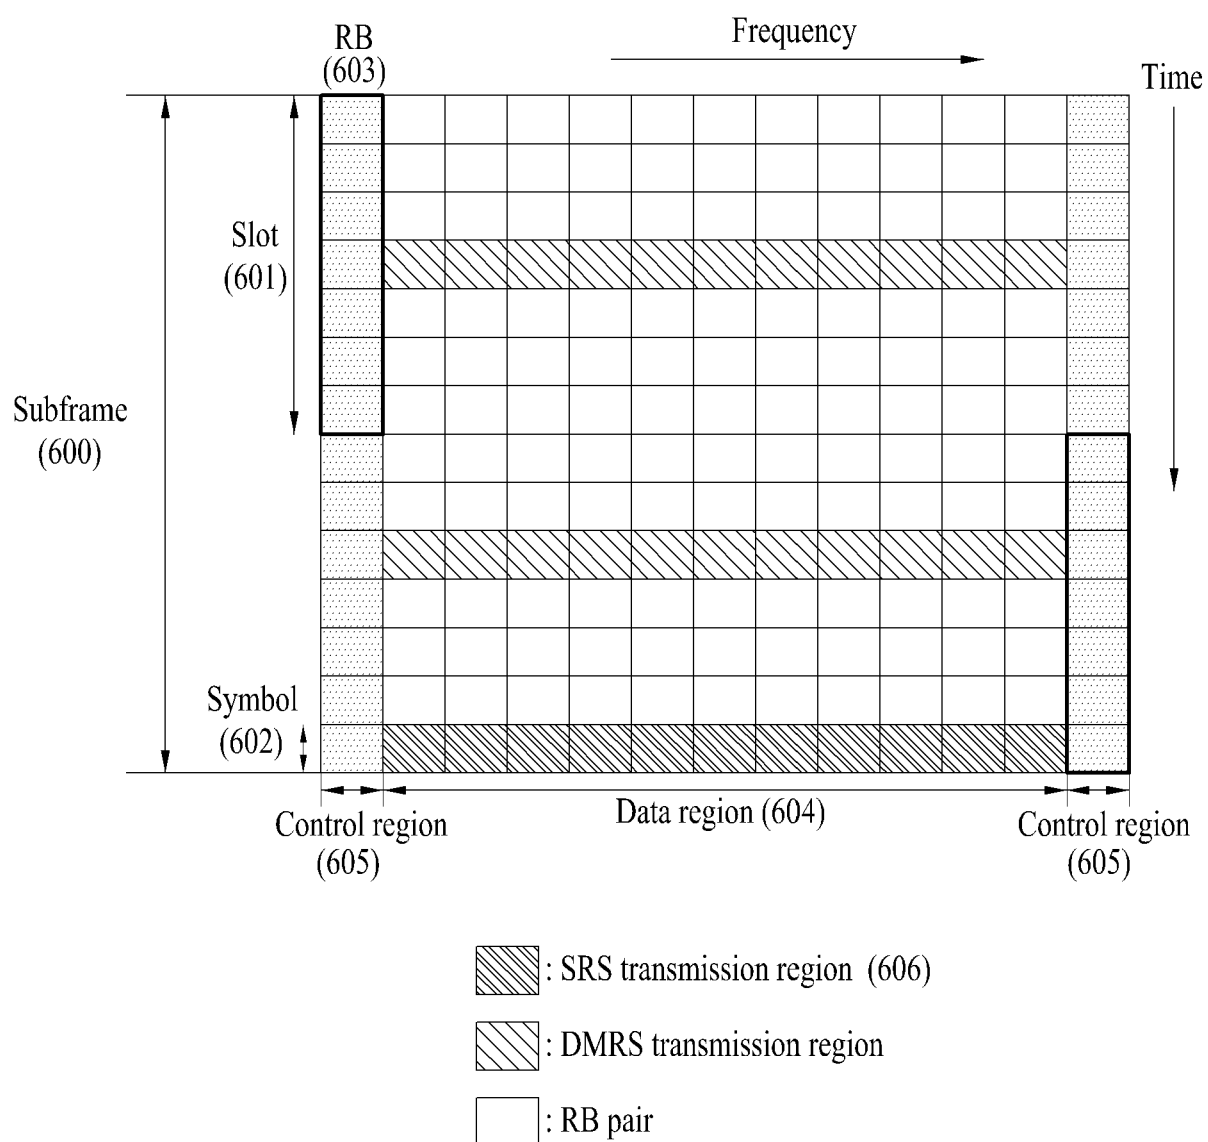 RB
(603)
Frequency
Time
Slot
(601)
Subframe
(600)
Symbol
(602)
Control region
(605)
Data region (604)
Control region
(605)
: SRS transmission region (606)
: DMRS transmission region
: RB pair